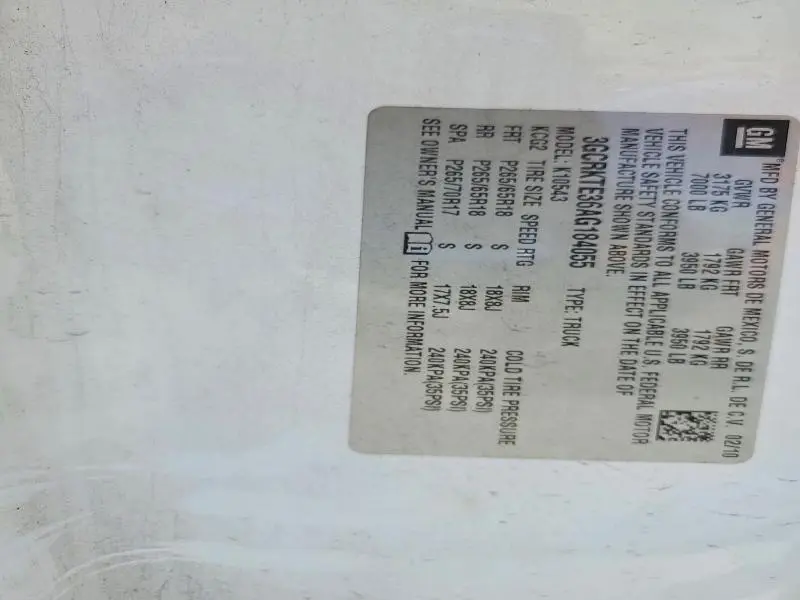 GM
®MFD BY GENERAL MOTORS DE MEXICO, S. DE R.L. DE C.V. 02/10
GVWR GAWR FRT GAWR RR
3175 KG 1792 KG 1792 KG
7000 LB 3950 LB 3950 LB
THIS VEHICLE CONFORMS TO ALL APPLICABLE U.S. FEDERAL MOTOR
VEHICLE SAFETY STANDARDS IN EFFECT ON THE DATE OF
MANUFACTURE SHOWN ABOVE.
TYPE: TRUCK
MODEL: K10543
KCG2 TIRE SIZE SPEED RTG RIM COLD TIRE PRESSURE
FRT P265/65R18 S 18X8J 240KPA(35PSI)
RR P265/65R18 S 18X8J 240KPA(35PSI)
SPA P265/70R17 S 17X7.5J 240KPA(35PSI)
SEE OWNER'S MANUAL FOR MORE INFORMATION.